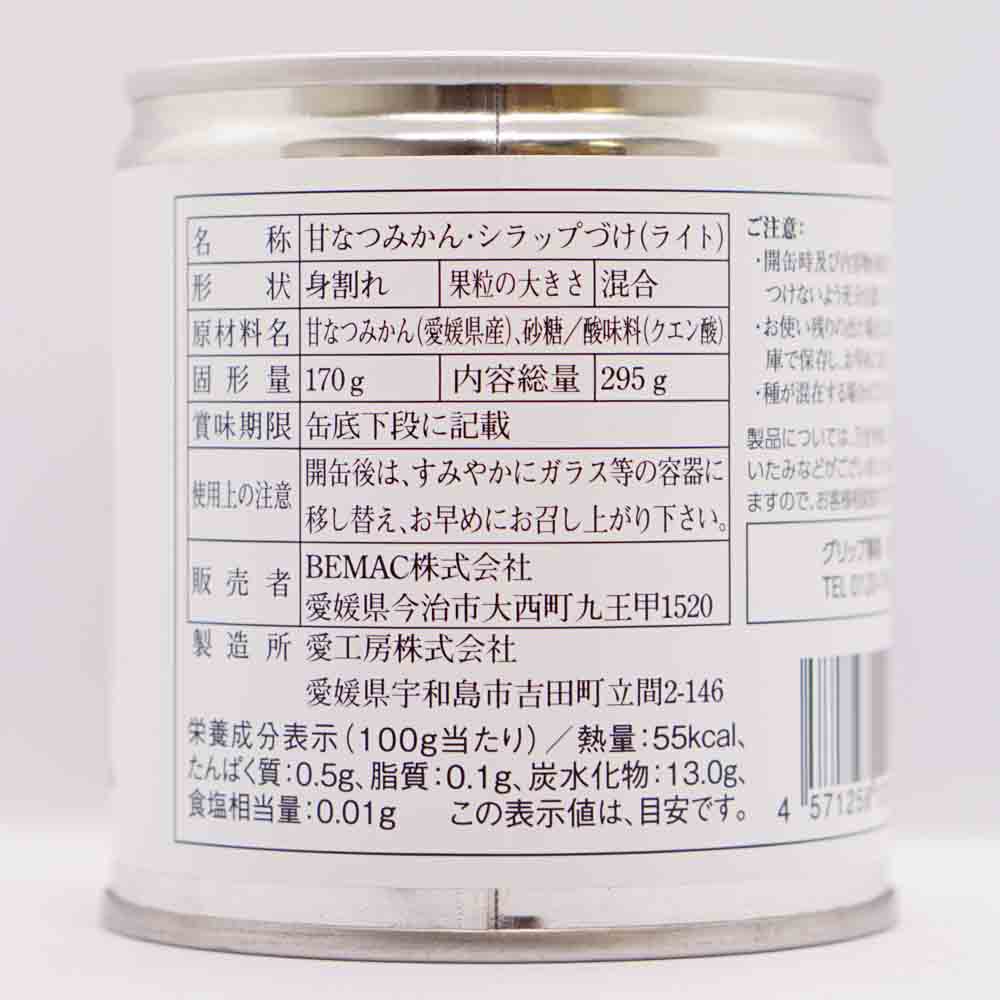 名称 甘なつみかん・シラップづけ(ライト)
形状 身割れ 果粒の大きさ 混合
原材料名 甘なつみかん(愛媛県産)、砂糖／酸味料(クエン酸)
固形量 170g 内容総量 295g
賞味期限 缶底下段に記載
使用上の注意 開缶後は、すみやかにガラス等の容器に
移し替え、お早めにお召し上がり下さい。
販売者 BEMAC株式会社
愛媛県今治市大西町九王甲1520
製造所 愛工房株式会社
愛媛県宇和島市吉田町立間2-146
栄養成分表示(100g当たり)／熱量:55kcal、
たんぱく質:0.5g、脂質:0.1g、炭水化物:13.0g、
食塩相当量:0.01g この表示値は、目安です。
ご注意:
・開缶時及び
つけないよう
・お使い残りの
庫で保存し、
・種が混在する場合
製品については、
いたみなどがござい
ますので、お客様
グリップ
TEL
4 57125